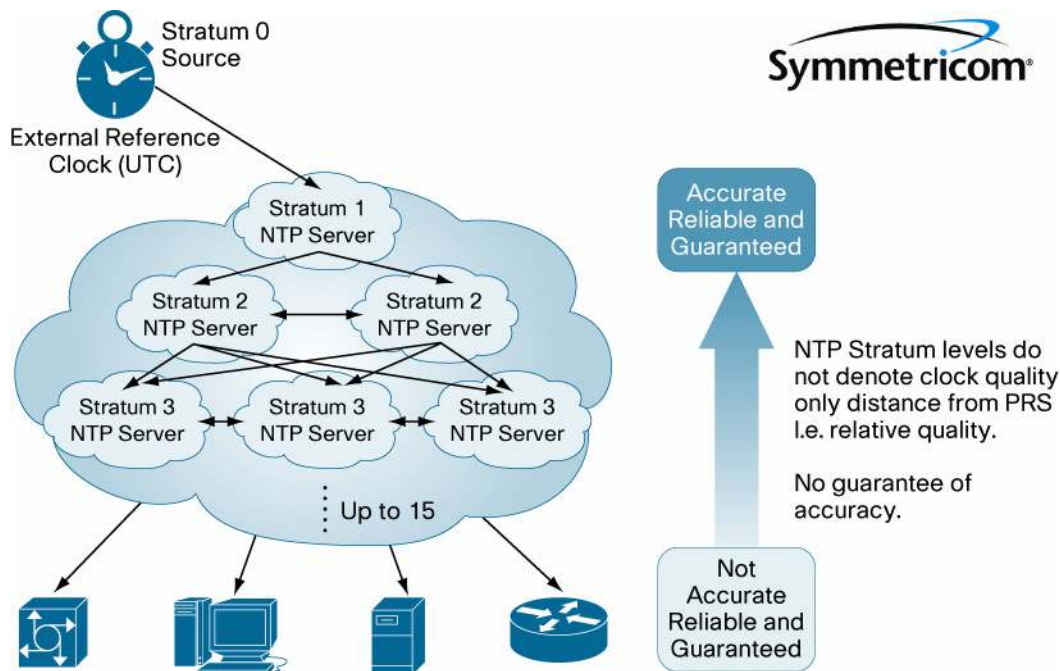 Stratum 0
Source
Symmetricom®
External Reference
Clock (UTC)
Stratum 1
NTP Server
Stratum 2
NTP Server
Stratum 2
NTP Server
Stratum 3
NTP Server
Stratum 3
NTP Server
Stratum 3
NTP Server
Up to 15
Accurate
Reliable and
Guaranteed
NTP Stratum levels do
not denote clock quality
only distance from PRS
I.e. relative quality.
No guarantee of
accuracy.
Not
Accurate
Reliable and
Guaranteed